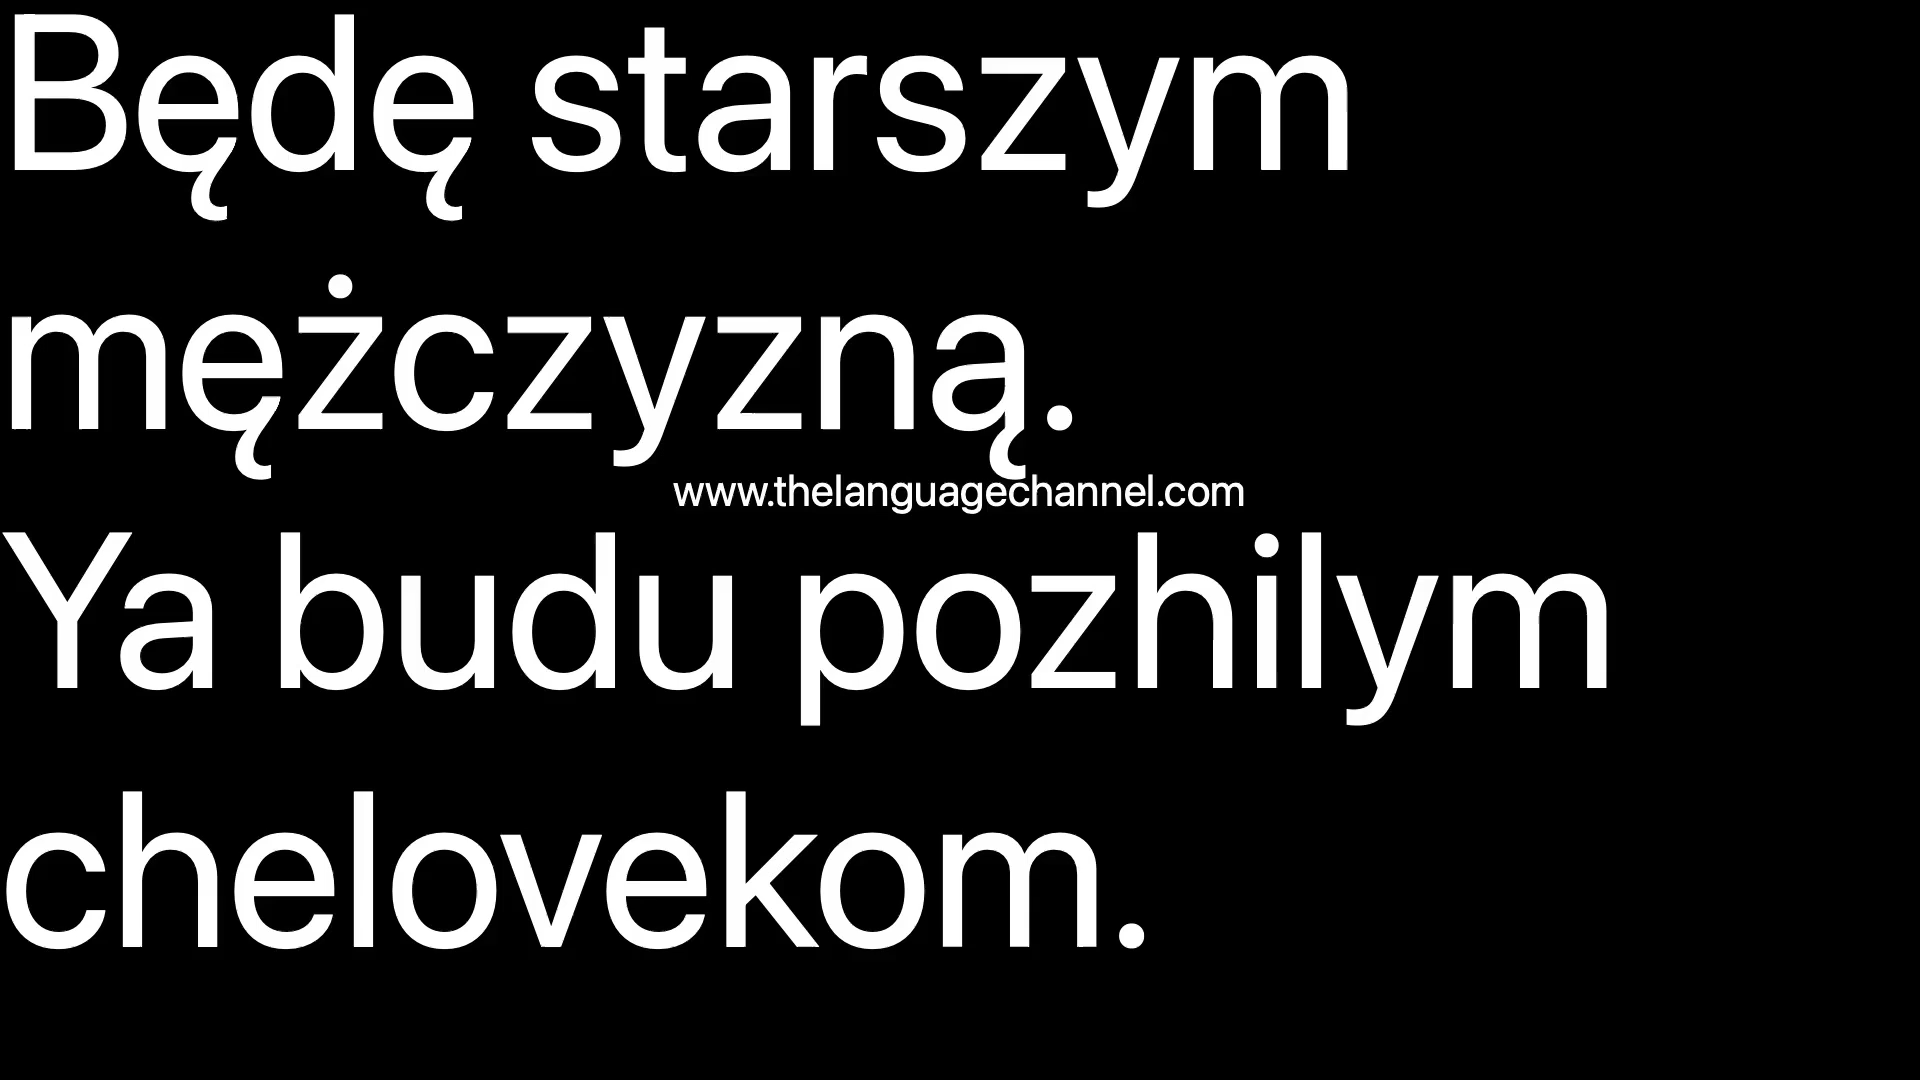 Będę starszym
mężczyzną.
www.thelanguagechannel.com
Ya budu pozhilym
chelovekom.